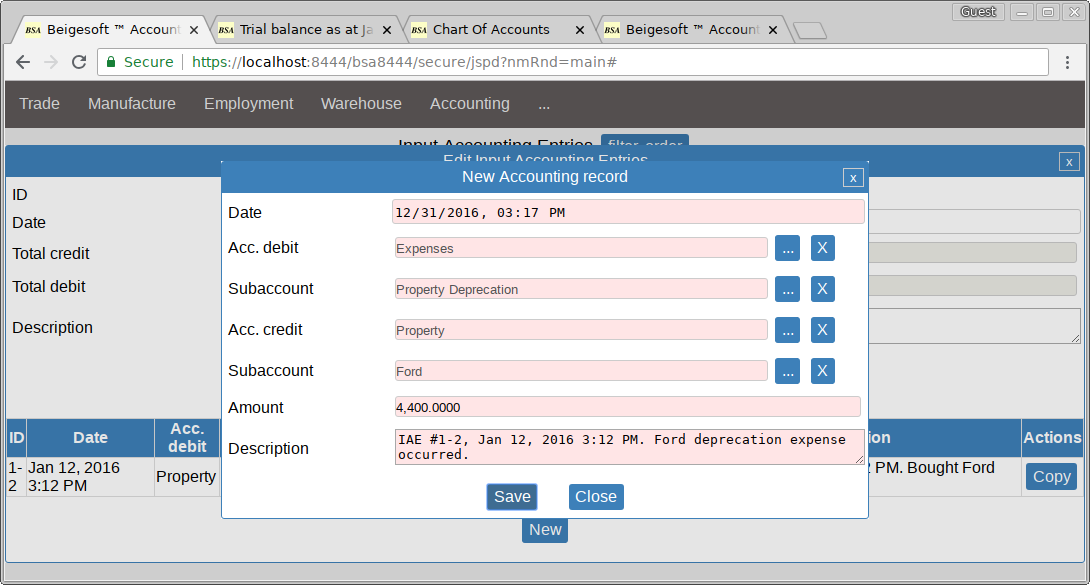 Guest
BSA Beigesoft ™ Account
BSA Trial balance as at Ja
BSA Chart Of Accounts
BSA Beigesoft ™ Account
Secure https://localhost:8444/bsa8444/secure/jspd?nmRnd=main#
Trade Manufacture Employment Warehouse Accounting ...
Input Accounting Entries filter, order
Edit Input Accounting Entries x
New Accounting record x
ID
Date
Total credit
Total debit
Description
Date 12/31/2016, 03:17 PM
Acc. debit Expenses ... X
Subaccount Property Deprecation ... X
Acc. credit Property ... X
Subaccount Ford ... X
Amount 4,400.0000
Description IAE #1-2, Jan 12, 2016 3:12 PM. Ford deprecation expense
occurred.
Save Close
ID Date Acc.
debit
ion Actions
1-
2
Jan 12, 2016
3:12 PM
Property
PM. Bought Ford
Copy
New